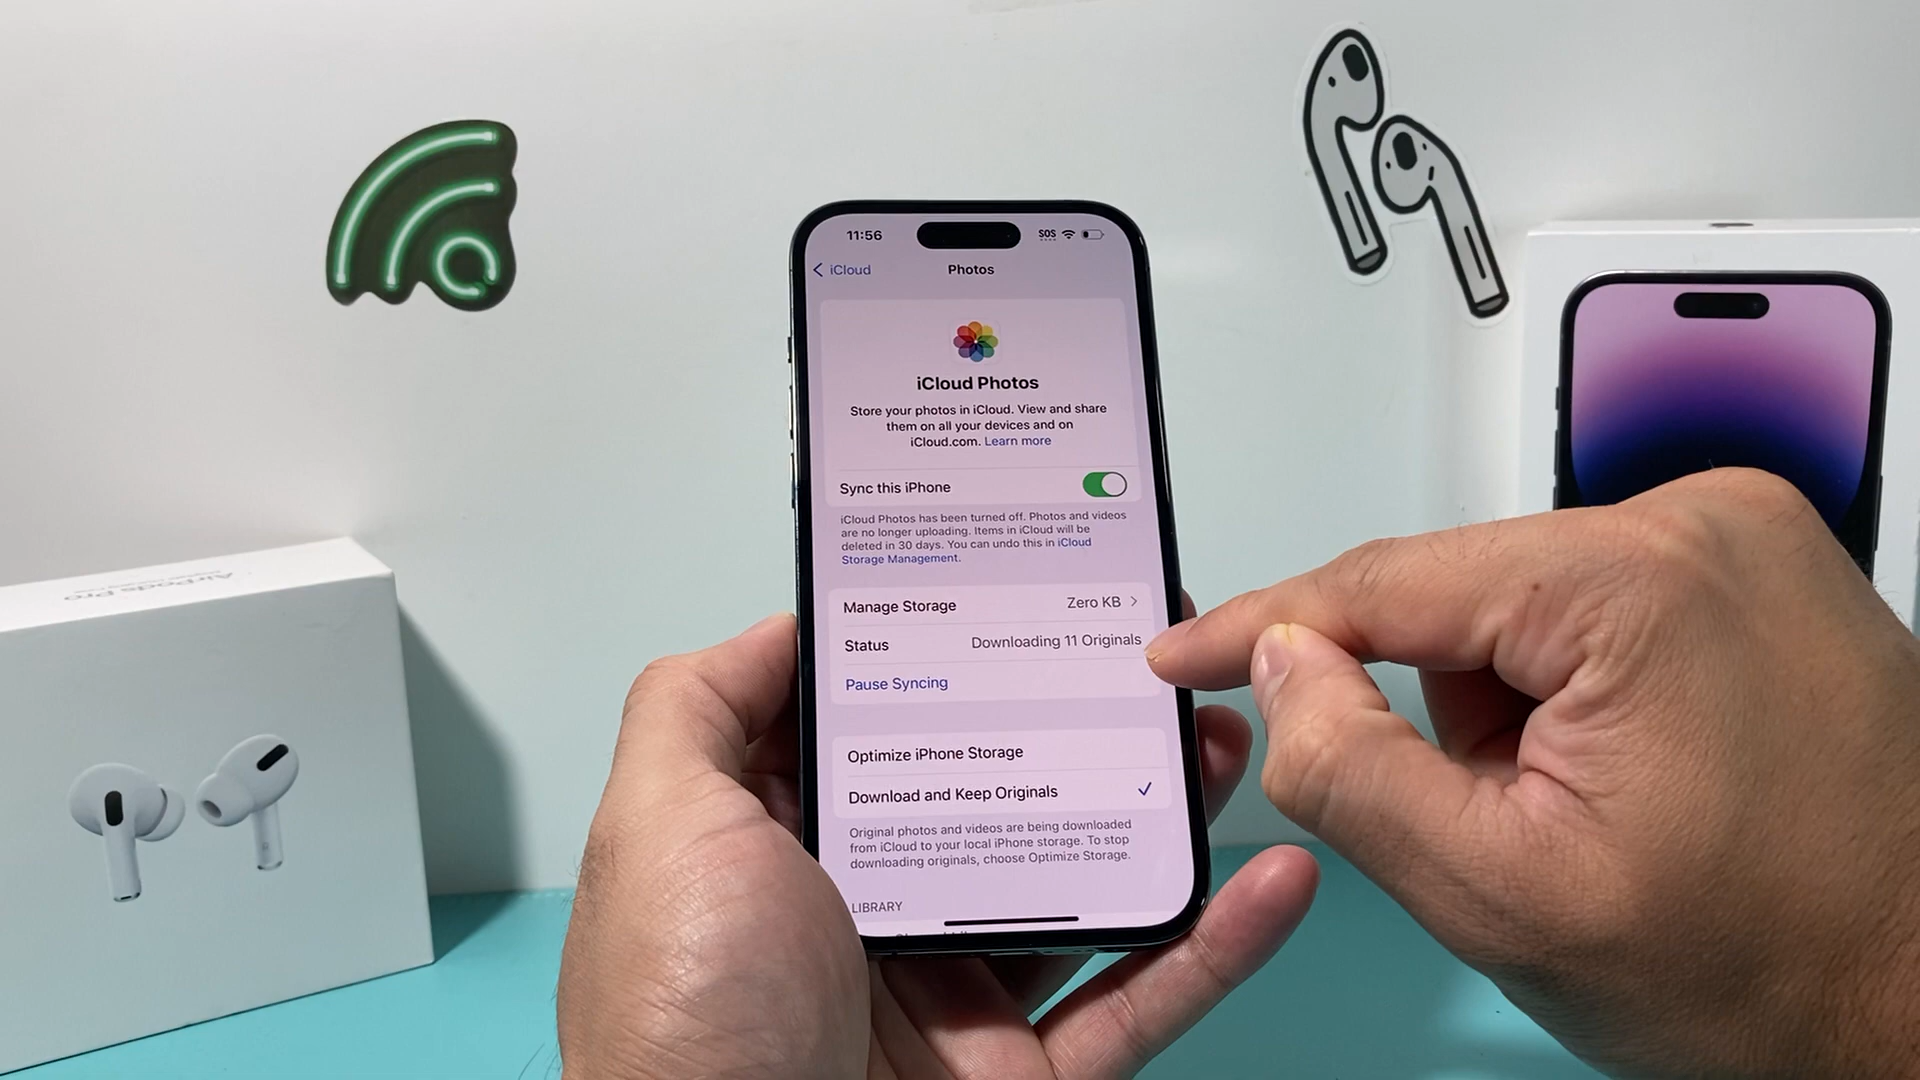 11:56
SOS
iCloud
Photos
iCloud Photos
Store your photos in iCloud. View and share
them on all your devices and on
iCloud.com. Learn more
Sync this iPhone
iCloud Photos has been turned off. Photos and videos
are no longer uploading. Items in iCloud will be
deleted in 30 days. You can undo this in iCloud
Storage Management.
Manage Storage Zero KB
Status Downloading 11 Originals
Pause Syncing
Optimize iPhone Storage
Download and Keep Originals
Original photos and videos are being downloaded
from iCloud to your local iPhone storage. To stop
downloading originals, choose Optimize Storage.
LIBRARY
AirPods Pro